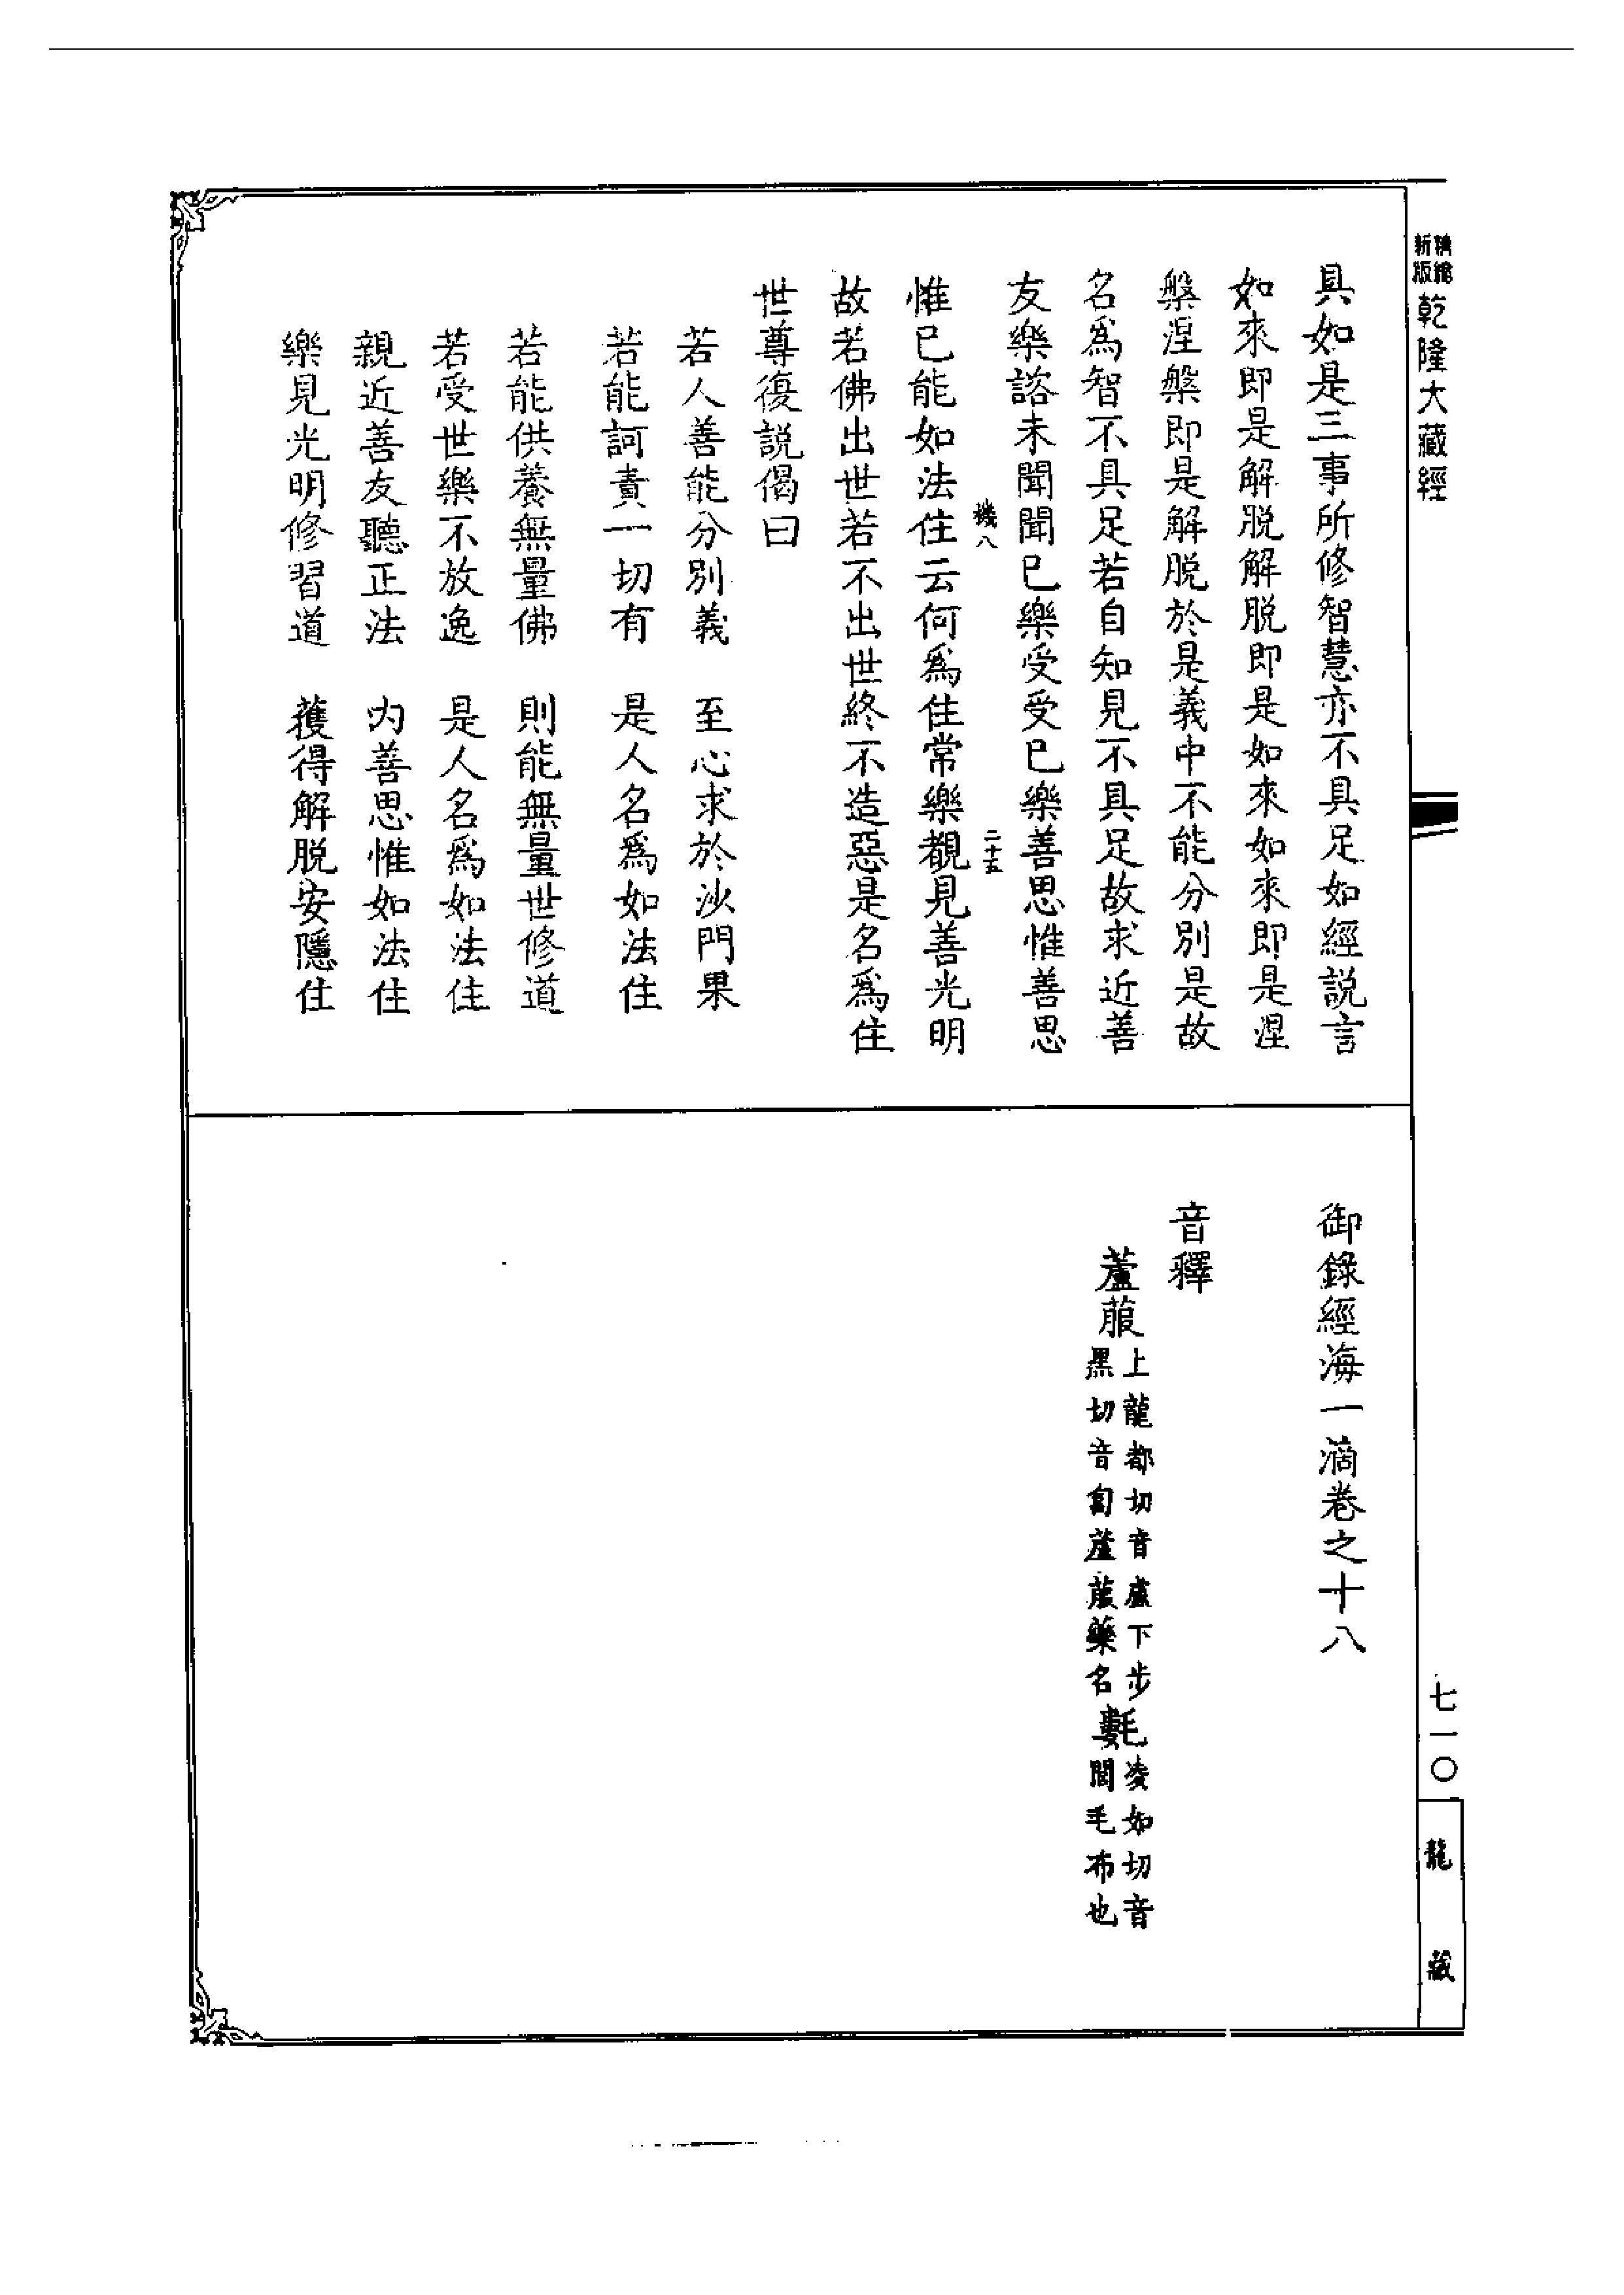 新版精繪乾隆大藏經
具如是三事所修智慧亦不具足如經說言
如來即是解脫解脫即是如來如來即是涅
槃涅槃即是解脫於是義中不能分別是故
名爲智不具足若自知見不具足故求近善
友樂諮未聞聞已樂受受已樂善思惟善思
機八 二十五
惟已能如法住云何爲住常樂覩見善光明
故若佛出世若不出世終不造惡是名爲住
世尊復說偈曰
若人善能分別義 至心求於沙門果
若能訶責一切有 是人名爲如法住
若能供養無量佛 則能無量世修道
若受世樂不放逸 是人名爲如法住
親近善友聽正法 內善思惟如法住
樂見光明修習道 獲得解脫安隱住
御錄經海一滴卷之十八
音釋
蘆菔上龍都切音盧下步黑切音匐蘆菔藥名氀凌如切音閭毛布也
七一〇
龍藏